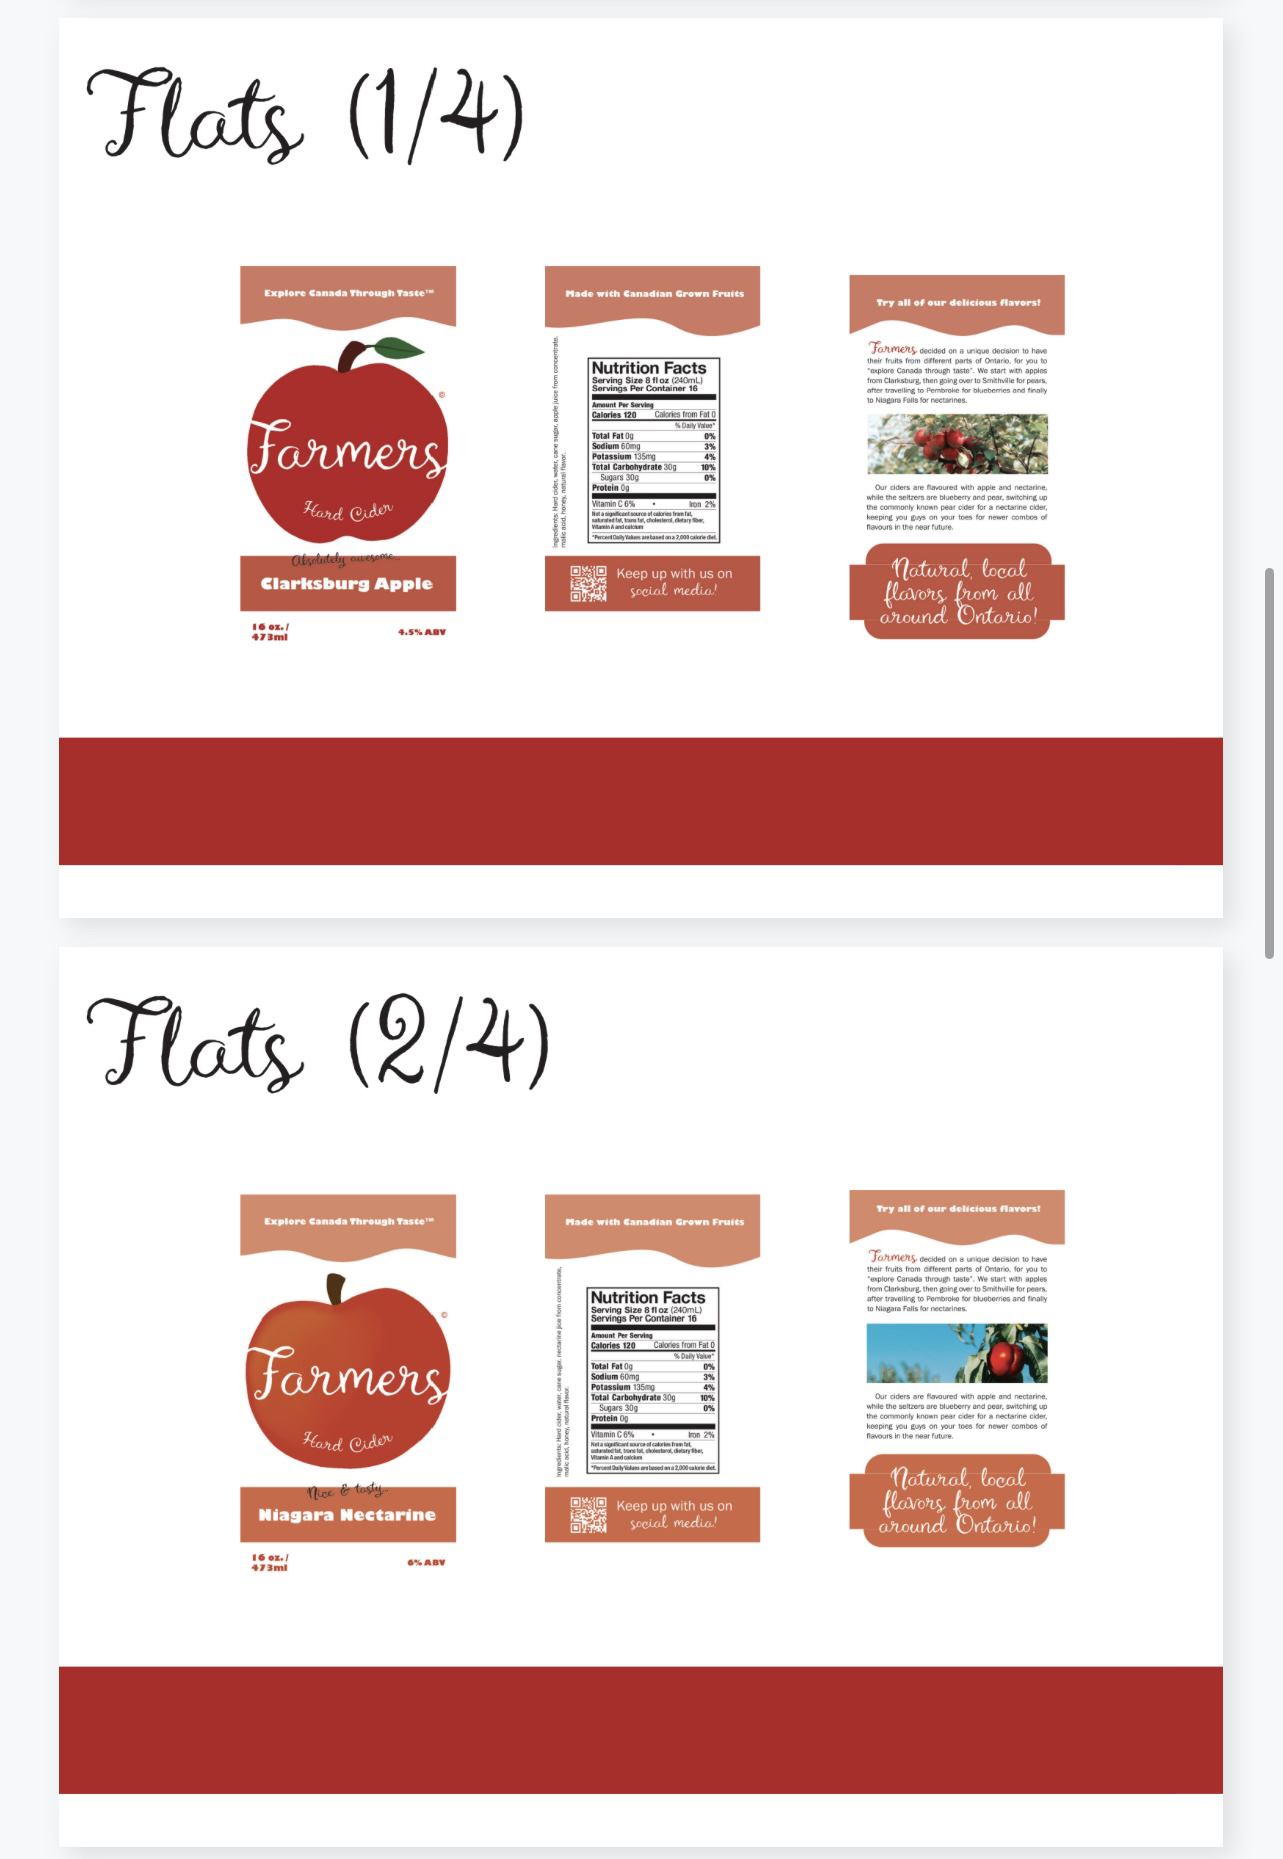 Flats (1/4)
Explore Canada Through Taste™
Farmers
©
Hard Cider
Absolutely awesome...
Clarksburg Apple
16 oz./
473ml
4.5% ABV
Made with Canadian Grown Fruits
Ingredients: Hard cider, water, cane sugar, apple juice from concentrate,
malic acid, honey, natural flavor.
Nutrition Facts
Serving Size 8 fl oz (240mL)
Servings Per Container 16
Amount Per Serving
Calories 120 Calories from Fat 0
% Daily Value*
Total Fat 0g 0%
Sodium 60mg 3%
Potassium 135mg 4%
Total Carbohydrate 30g 10%
Sugars 30g 0%
Protein 0g
Vitamin C 6% • Iron 2%
Not a significant source of calories from fat,
saturated fat, trans fat, cholesterol, dietary fiber,
Vitamin A and calcium
*Percent Daily Values are based on a 2,000 calorie diet.
Keep up with us on
social media!
Try all of our delicious flavors!
Farmers decided on a unique decision to have
their fruits from different parts of Ontario, for you to
"explore Canada through taste". We start with apples
from Clarksburg, then going over to Smithville for pears,
after travelling to Pembroke for blueberries and finally
to Niagara Falls for nectarines.
Our ciders are flavoured with apple and nectarine,
while the seltzers are blueberry and pear, switching up
the commonly known pear cider for a nectarine cider,
keeping you guys on your toes for newer combos of
flavours in the near future.
Natural, local
flavors from all
around Ontario!
Flats (2/4)
Explore Canada Through Taste™
Farmers
©
Hard Cider
Nice & tasty...
Niagara Nectarine
16 oz./
473ml
6% ABV
Made with Canadian Grown Fruits
Ingredients: Hard cider, water, cane sugar, nectarine jice from concentrate,
malic acid, honey, natural flavor.
Nutrition Facts
Serving Size 8 fl oz (240mL)
Servings Per Container 16
Amount Per Serving
Calories 120 Calories from Fat 0
% Daily Value*
Total Fat 0g 0%
Sodium 60mg 3%
Potassium 135mg 4%
Total Carbohydrate 30g 10%
Sugars 30g 0%
Protein 0g
Vitamin C 6% • Iron 2%
Not a significant source of calories from fat,
saturated fat, trans fat, cholesterol, dietary fiber,
Vitamin A and calcium
*Percent Daily Values are based on a 2,000 calorie diet.
Keep up with us on
social media!
Try all of our delicious flavors!
Farmers decided on a unique decision to have
their fruits from different parts of Ontario, for you to
"explore Canada through taste". We start with apples
from Clarksburg, then going over to Smithville for pears,
after travelling to Pembroke for blueberries and finally
to Niagara Falls for nectarines.
Our ciders are flavoured with apple and nectarine,
while the seltzers are blueberry and pear, switching up
the commonly known pear cider for a nectarine cider,
keeping you guys on your toes for newer combos of
flavours in the near future.
Natural, local
flavors from all
around Ontario!